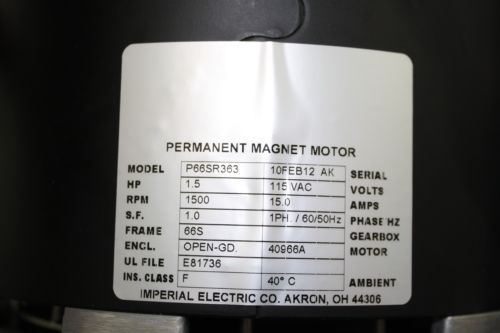 PERMANENT MAGNET MOTOR
MODEL P66SR363 10FEB12 AK SERIAL
HP 1.5 115 VAC VOLTS
RPM 1500 15.0 AMPS
S.F. 1.0 1PH. / 60/50Hz PHASE HZ
FRAME 66S GEARBOX
ENCL. OPEN-GD. 40966A MOTOR
UL FILE E81736
INS. CLASS F 40° C AMBIENT
IMPERIAL ELECTRIC CO. AKRON, OH 44306